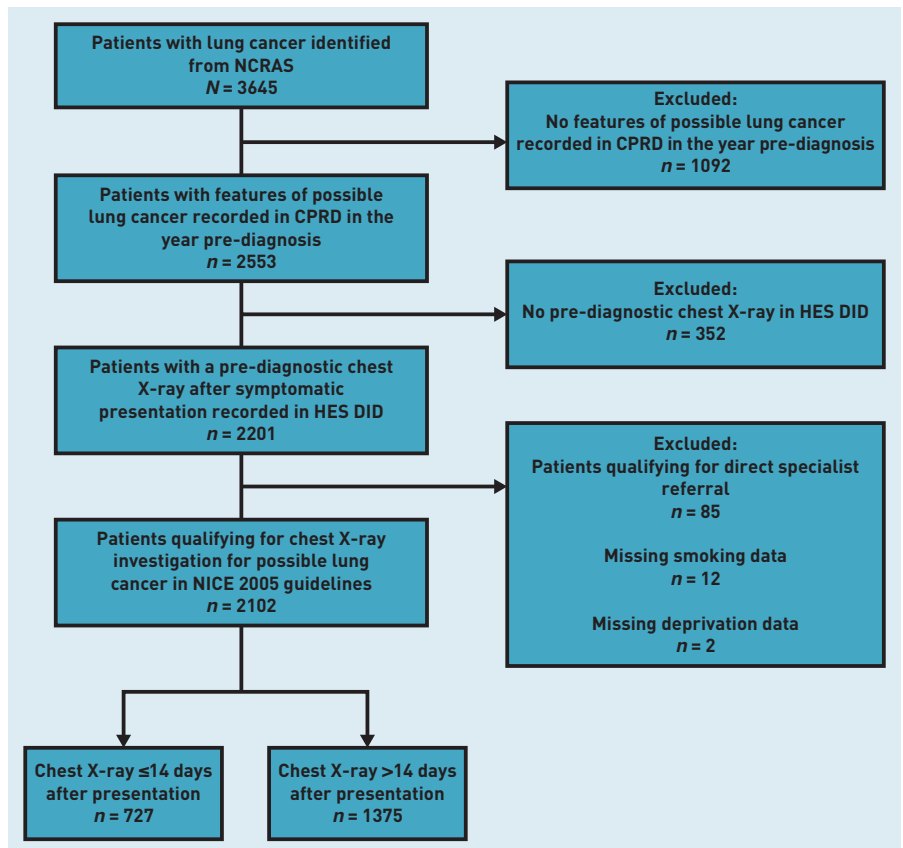 Patients with lung cancer identified
from NCRAS
N = 3645
Excluded:
No features of possible lung cancer
recorded in CPRD in the year pre-diagnosis
n = 1092
Patients with features of possible
lung cancer recorded in CPRD in the
year pre-diagnosis
n = 2553
Excluded:
No pre-diagnostic chest X-ray in HES DID
n = 352
Patients with a pre-diagnostic chest
X-ray after symptomatic
presentation recorded in HES DID
n = 2201
Excluded:
Patients qualifying for direct specialist
referral
n = 85
Missing smoking data
n = 12
Missing deprivation data
n = 2
Patients qualifying for chest X-ray
investigation for possible lung
cancer in NICE 2005 guidelines
n = 2102
Chest X-ray ≤14 days
after presentation
n = 727
Chest X-ray >14 days
after presentation
n = 1375